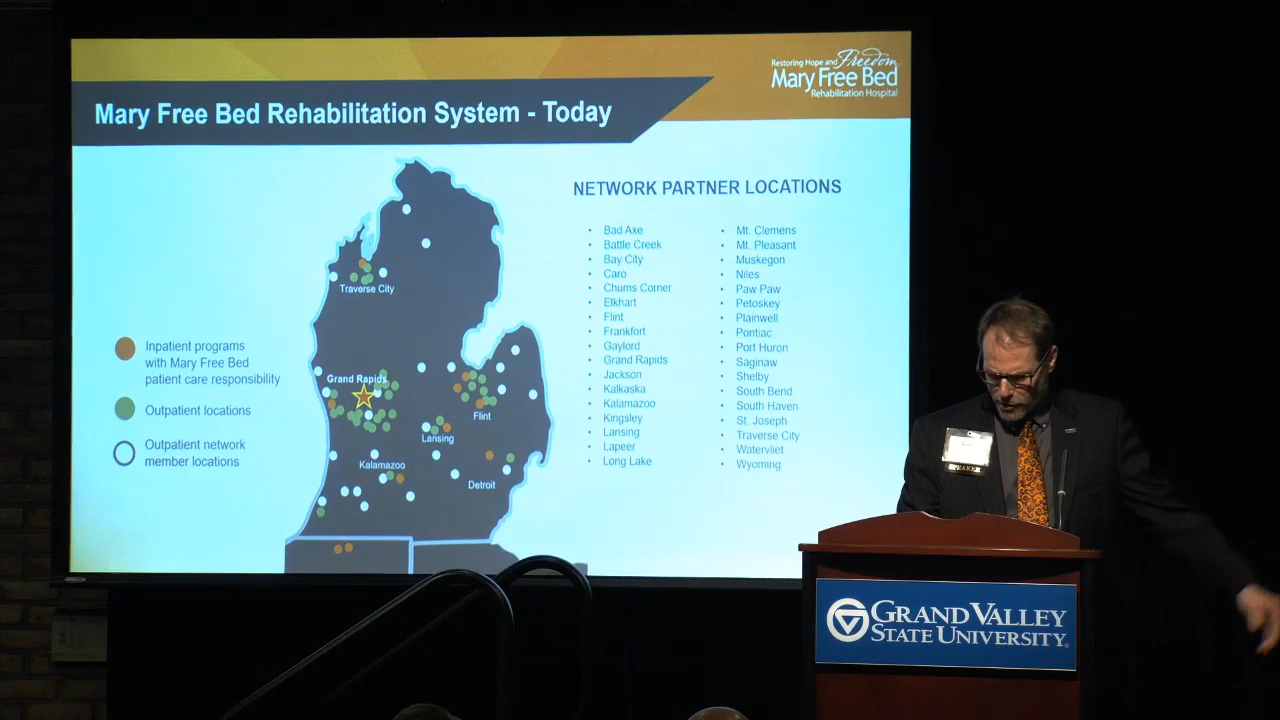 Restoring Hope and Freedom
Mary Free Bed
Rehabilitation Hospital
Mary Free Bed Rehabilitation System - Today
NETWORK PARTNER LOCATIONS
• Bad Axe
• Battle Creek
• Bay City
• Caro
• Chums Corner
• Elkhart
• Flint
• Frankfort
• Gaylord
• Grand Rapids
• Jackson
• Kalkaska
• Kalamazoo
• Kingsley
• Lansing
• Lapeer
• Long Lake
• Mt. Clemens
• Mt. Pleasant
• Muskegon
• Niles
• Paw Paw
• Petoskey
• Plainwell
• Pontiac
• Port Huron
• Saginaw
• Shelby
• South Bend
• South Haven
• St. Joseph
• Traverse City
• Watervliet
• Wyoming
Traverse City
Grand Rapids
Flint
Lansing
Kalamazoo
Detroit
Inpatient programs
with Mary Free Bed
patient care responsibility
Outpatient locations
Outpatient network
member locations
SPEAKER
GRAND VALLEY
STATE UNIVERSITY®